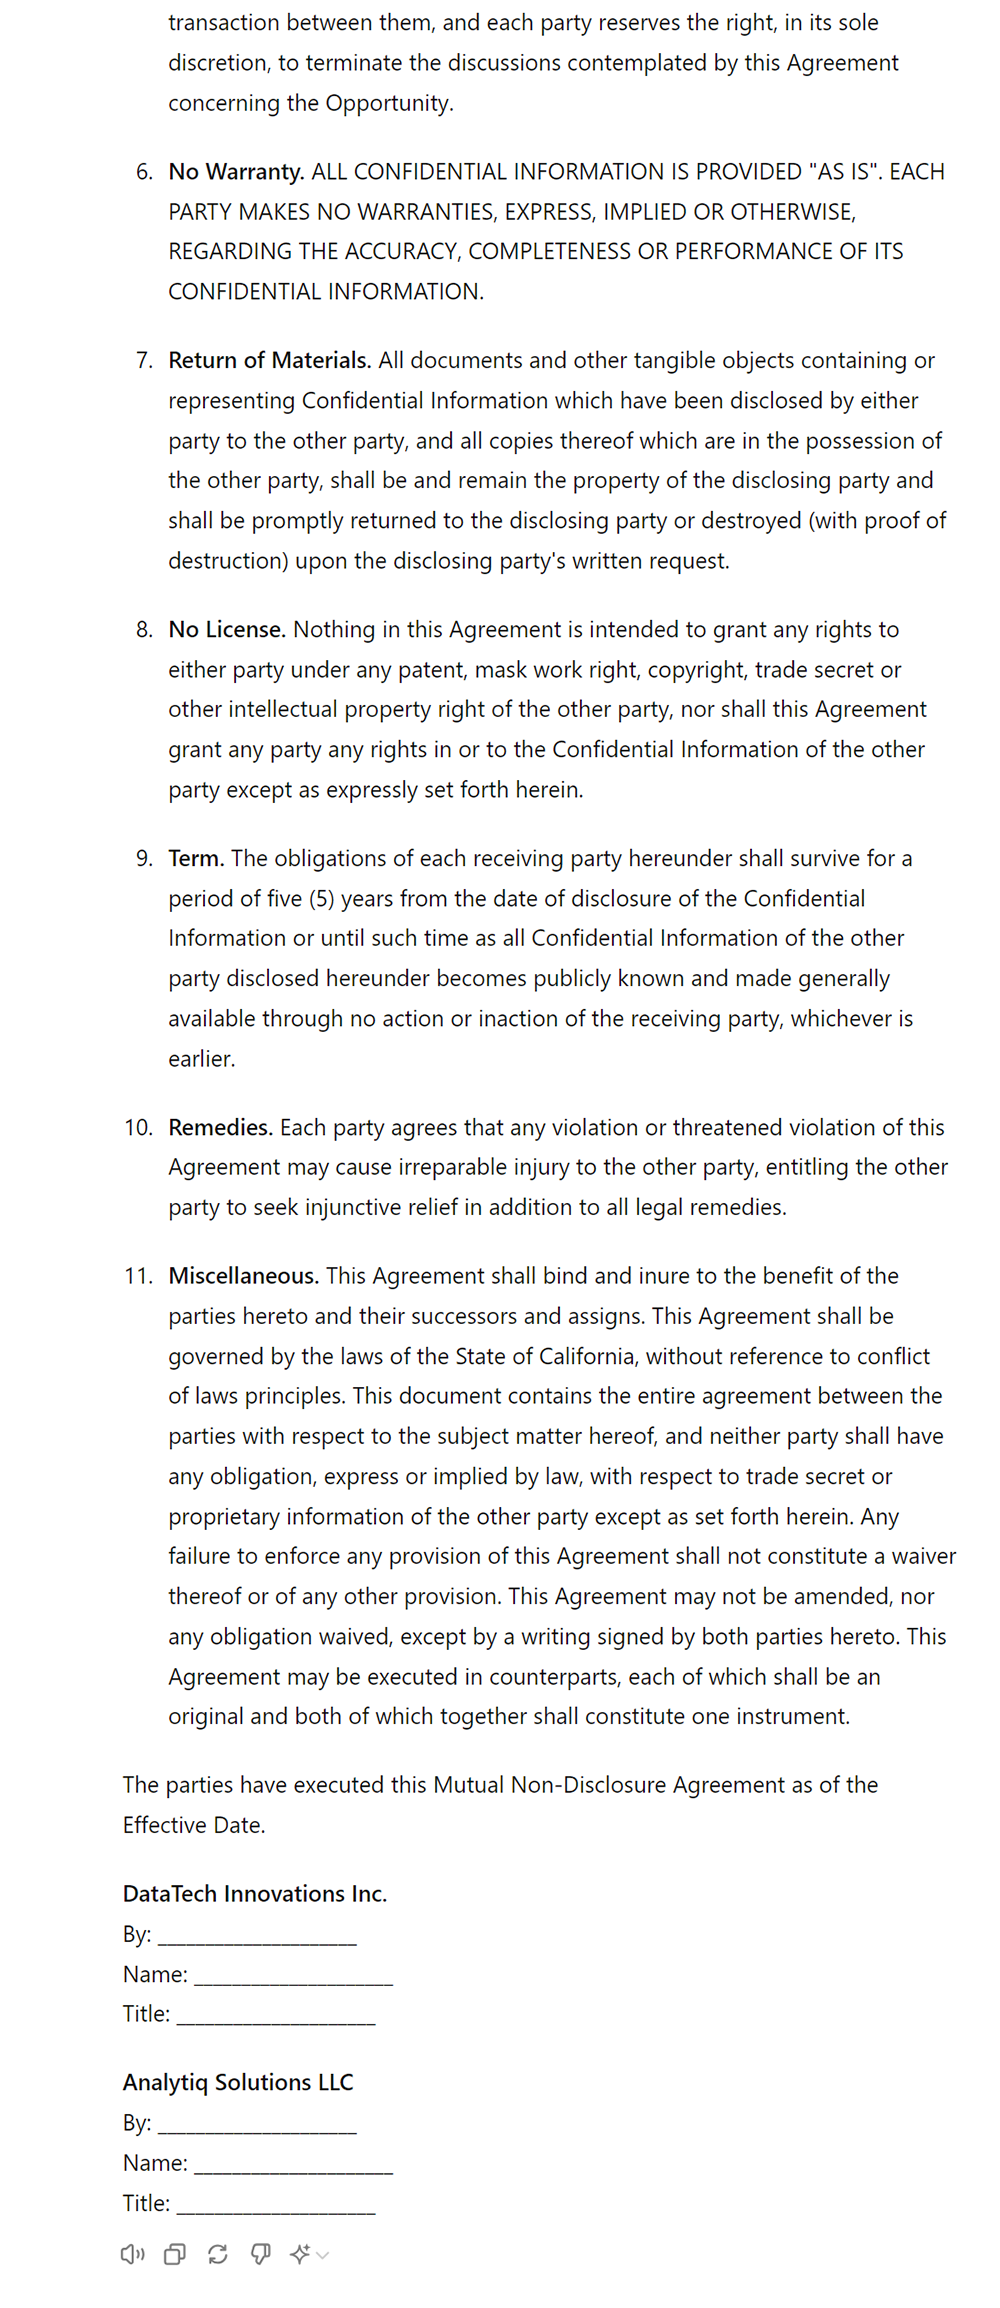 transaction between them, and each party reserves the right, in its sole
discretion, to terminate the discussions contemplated by this Agreement
concerning the Opportunity.
6. No Warranty. ALL CONFIDENTIAL INFORMATION IS PROVIDED "AS IS". EACH
PARTY MAKES NO WARRANTIES, EXPRESS, IMPLIED OR OTHERWISE,
REGARDING THE ACCURACY, COMPLETENESS OR PERFORMANCE OF ITS
CONFIDENTIAL INFORMATION.
7. Return of Materials. All documents and other tangible objects containing or
representing Confidential Information which have been disclosed by either
party to the other party, and all copies thereof which are in the possession of
the other party, shall be and remain the property of the disclosing party and
shall be promptly returned to the disclosing party or destroyed (with proof of
destruction) upon the disclosing party's written request.
8. No License. Nothing in this Agreement is intended to grant any rights to
either party under any patent, mask work right, copyright, trade secret or
other intellectual property right of the other party, nor shall this Agreement
grant any party any rights in or to the Confidential Information of the other
party except as expressly set forth herein.
9. Term. The obligations of each receiving party hereunder shall survive for a
period of five (5) years from the date of disclosure of the Confidential
Information or until such time as all Confidential Information of the other
party disclosed hereunder becomes publicly known and made generally
available through no action or inaction of the receiving party, whichever is
earlier.
10. Remedies. Each party agrees that any violation or threatened violation of this
Agreement may cause irreparable injury to the other party, entitling the other
party to seek injunctive relief in addition to all legal remedies.
11. Miscellaneous. This Agreement shall bind and inure to the benefit of the
parties hereto and their successors and assigns. This Agreement shall be
governed by the laws of the State of California, without reference to conflict
of laws principles. This document contains the entire agreement between the
parties with respect to the subject matter hereof, and neither party shall have
any obligation, express or implied by law, with respect to trade secret or
proprietary information of the other party except as set forth herein. Any
failure to enforce any provision of this Agreement shall not constitute a waiver
thereof or of any other provision. This Agreement may not be amended, nor
any obligation waived, except by a writing signed by both parties hereto. This
Agreement may be executed in counterparts, each of which shall be an
original and both of which together shall constitute one instrument.
The parties have executed this Mutual Non-Disclosure Agreement as of the
Effective Date.
DataTech Innovations Inc.
By: ____________________
Name: ____________________
Title: ____________________
Analytiq Solutions LLC
By: ____________________
Name: ____________________
Title: ____________________